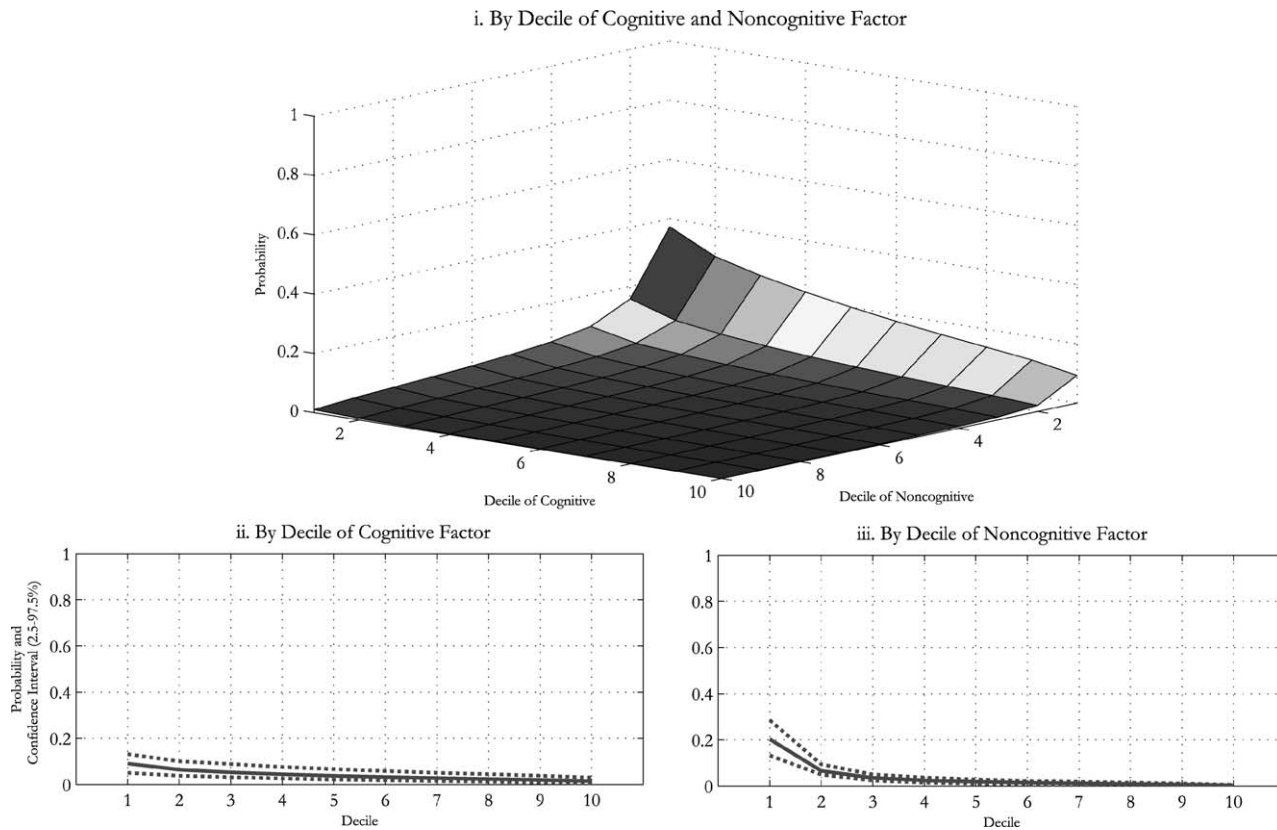 i. By Decile of Cognitive and Noncognitive Factor
1
0.8
0.6
0.4
0.2
0
Probability
2
4
6
8
10
Decile of Cognitive
10
8
6
4
2
Decile of Noncognitive
ii. By Decile of Cognitive Factor
Probability and
Confidence Interval (2.5-97.5%)
1
0.8
0.6
0.4
0.2
0
1 2 3 4 5 6 7 8 9 10
Decile
iii. By Decile of Noncognitive Factor
1
0.8
0.6
0.4
0.2
0
1 2 3 4 5 6 7 8 9 10
Decile